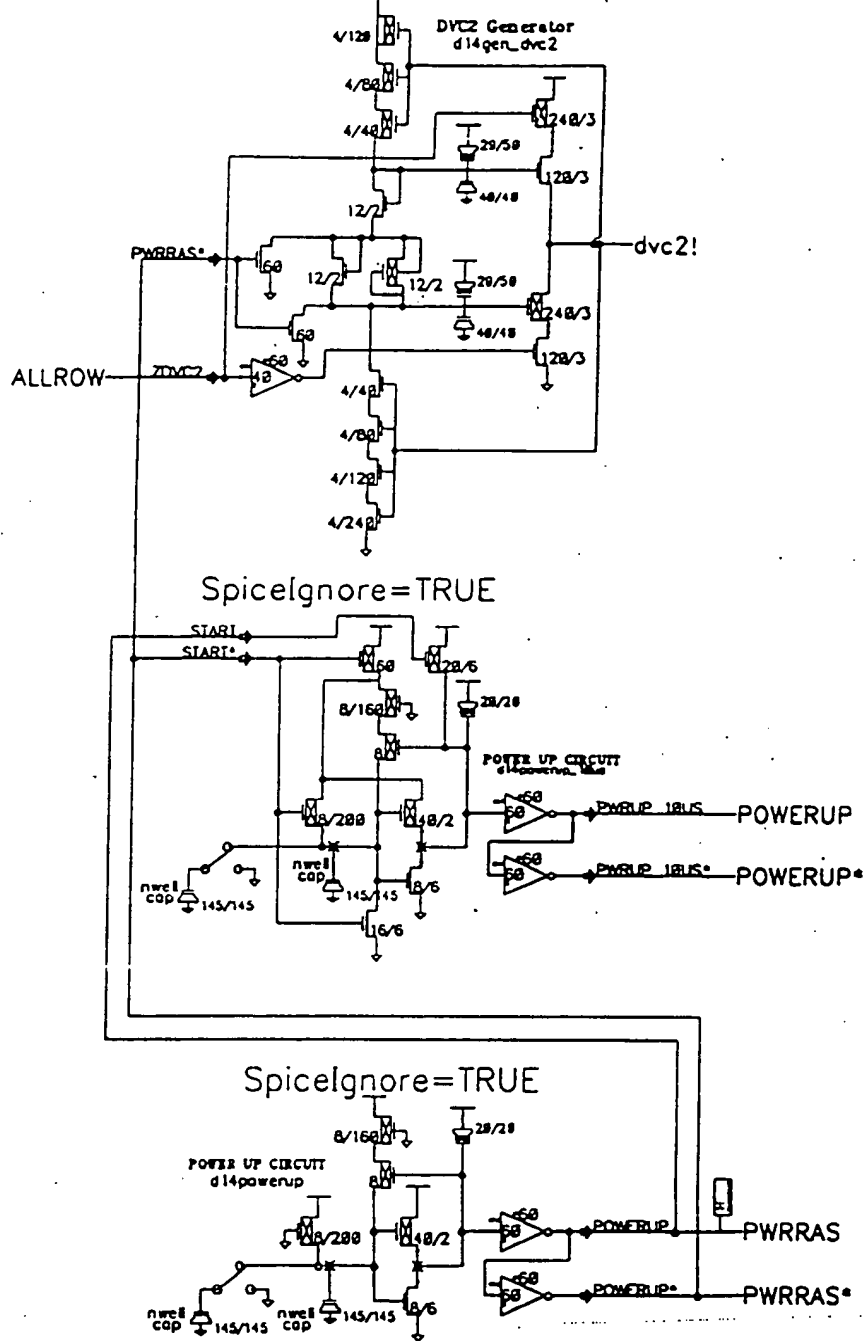 DVC2 Generator
d14gen_dvc2
4/120
4/80
4/40
240/3
20/50
40/40
120/3
12/2
PWRRAS*
60
12/2
12/2
dvc2!
20/50
40/40
240/3
60
120/3
ALLROW
ZDVC2
60
40
4/40
4/80
4/120
4/240
SpiceIgnore=TRUE
START
START*
60
20/6
8/160
20/20
8
POWER UP CIRCUIT
60
PWRUP_10US
POWERUP
60
8/200
40/2
60
PWRUP_10US*
POWERUP*
60
nwell
cap
145/145
nwell
cap
145/145
8/6
16/6
SpiceIgnore=TRUE
8/160
20/20
POWER UP CIRCUIT
d14powerup
8
60
POWERUP
PWRRAS
60
8/200
40/2
60
POWERUP*
PWRRAS*
60
nwell
cap
145/145
nwell
cap
145/145
8/6